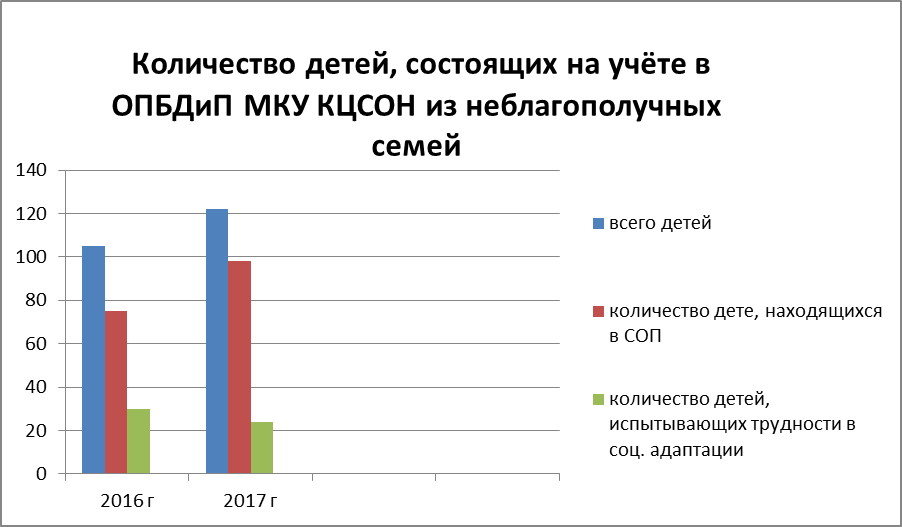 Количество детей, состоящих на учёте в
ОПБДиП МКУ КЦСОН из неблагополучных
семей
140
120
100
80
60
40
20
0
2016 г
2017 г
всего детей
количество дете, находящихся
в СОП
количество детей,
испытывающих трудности в
соц. адаптации